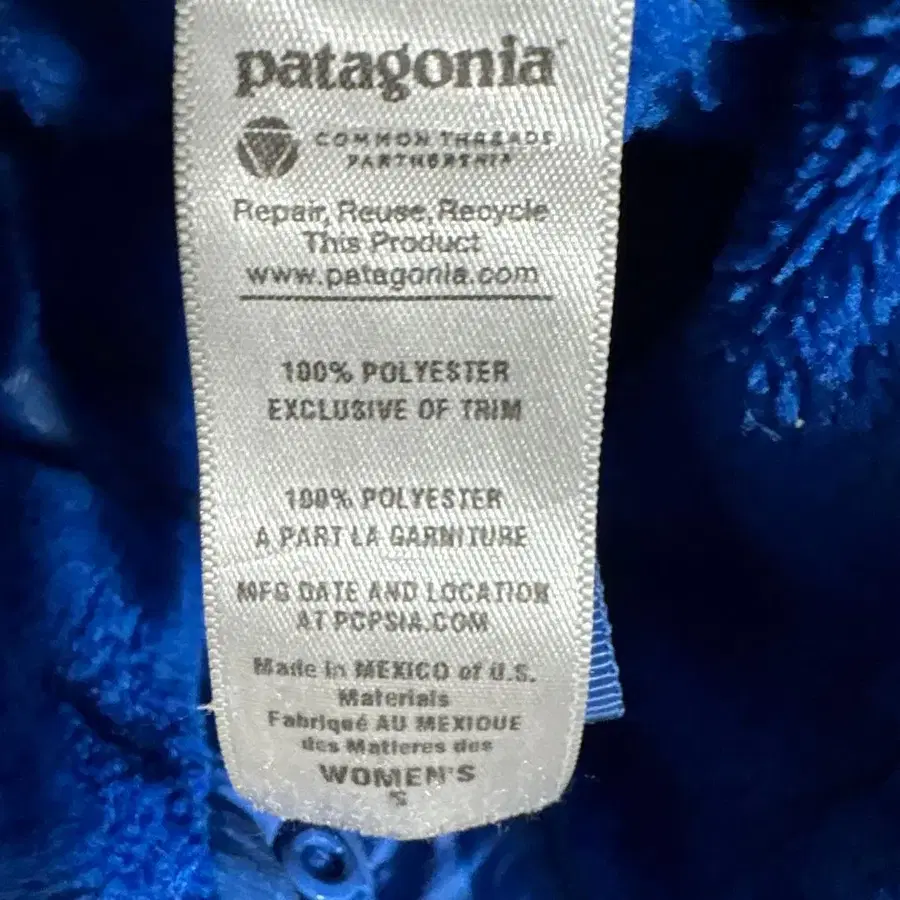 patagonia
COMMON THREADS
PARTNERSHIP
Repair, Reuse, Recycle
This Product
www.patagonia.com
100% POLYESTER
EXCLUSIVE OF TRIM
100% POLYESTER
A PART LA GARNITURE
MFG DATE AND LOCATION
AT PCPSIA.COM
Made in MEXICO of U.S.
Materials
Fabriqué AU MEXIQUE
des Matieres des
WOMEN'S
S